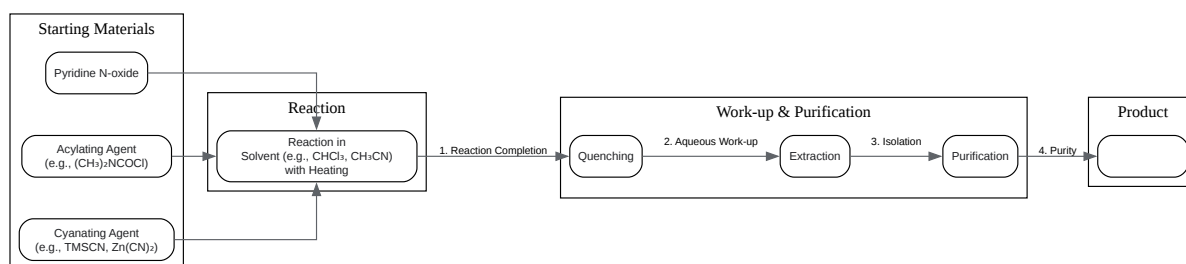 Starting Materials
Pyridine N-oxide
Acylating Agent
(e.g., (CH₃)₂NCOCl)
Cyanating Agent
(e.g., TMSCN, Zn(CN)₂)
Reaction
Reaction in
Solvent (e.g., CHCl₃, CH₃CN)
with Heating
1. Reaction Completion
Work-up & Purification
Quenching
2. Aqueous Work-up
Extraction
3. Isolation
Purification
4. Purity
Product